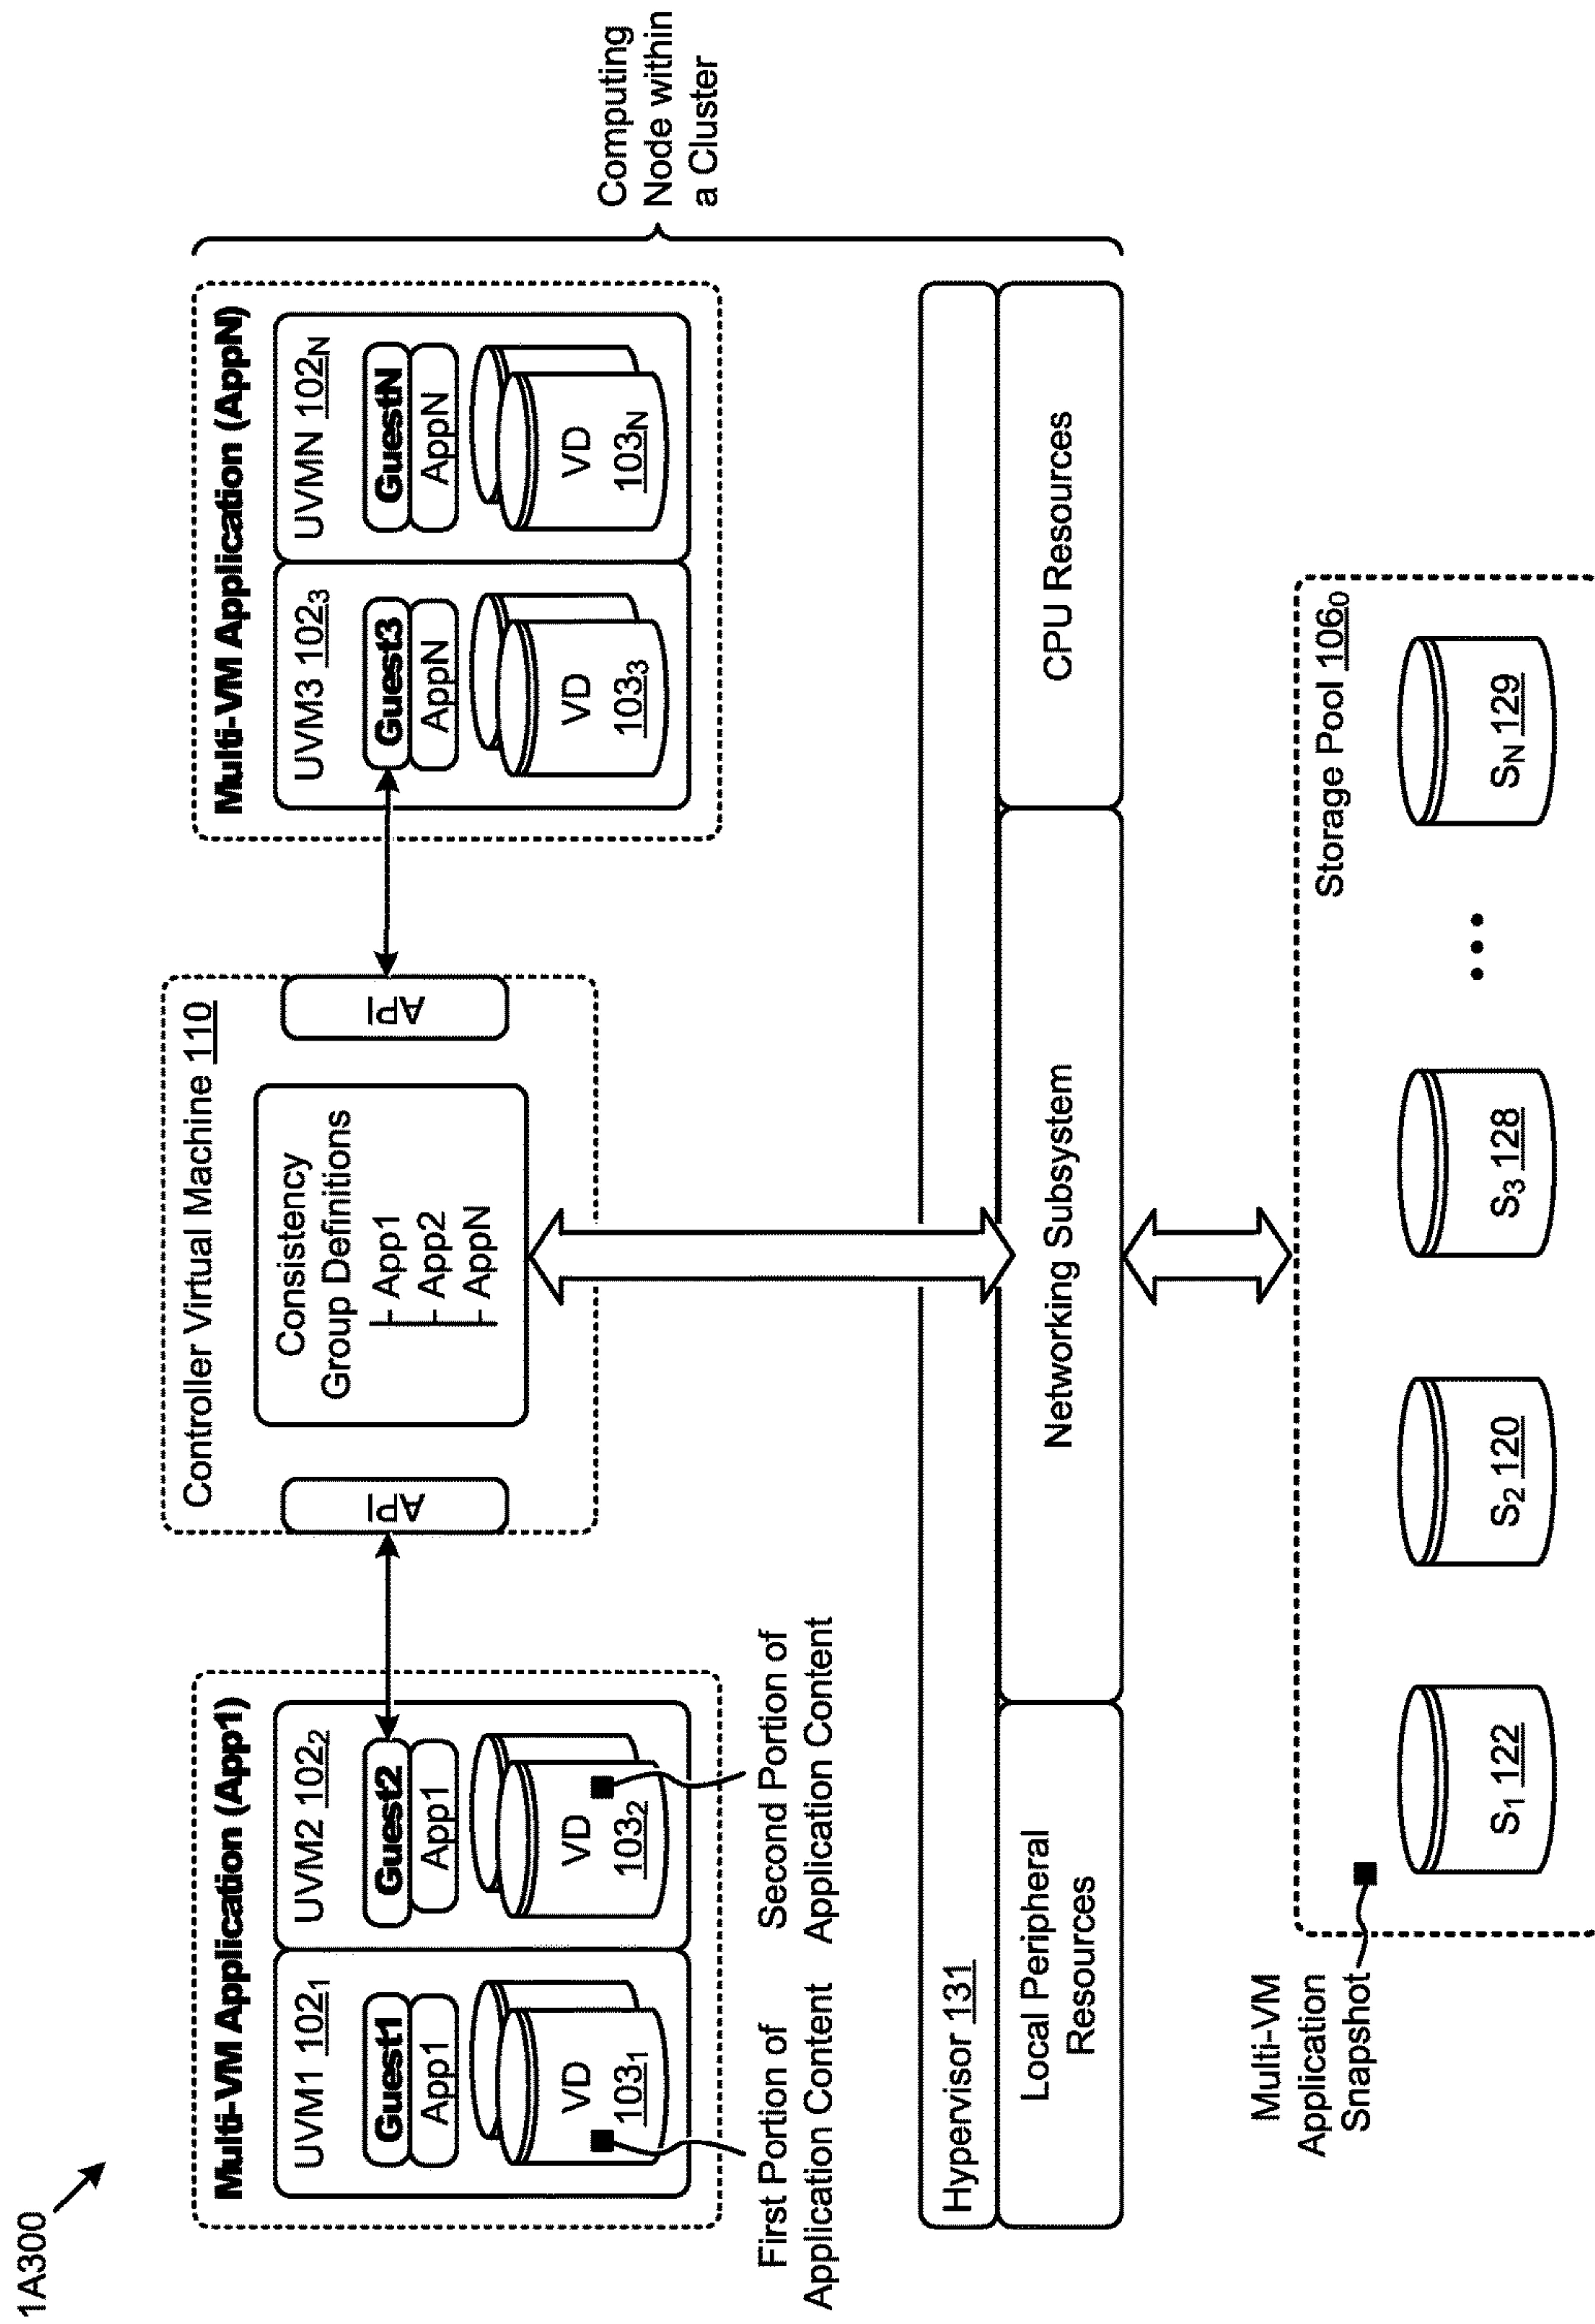 1A300
Multi-VM Application (App1)
UVM1 102₁
Guest1
App1
VD
103₁
UVM2 102₂
Guest2
App1
VD
103₂
First Portion of
Application Content
Second Portion of
Application Content
Controller Virtual Machine 110
API
Consistency
Group Definitions
App1
App2
AppN
API
Multi-VM Application (AppN)
UVM3 102₃
Guest3
AppN
VD
103₃
UVMN 102N
GuestN
AppN
VD
103N
Computing
Node within
a Cluster
Hypervisor 131
Local Peripheral
Resources
Networking Subsystem
CPU Resources
Multi-VM
Application
Snapshot
Storage Pool 106₀
S₁ 122
S₂ 120
S₃ 128
...
SN 129